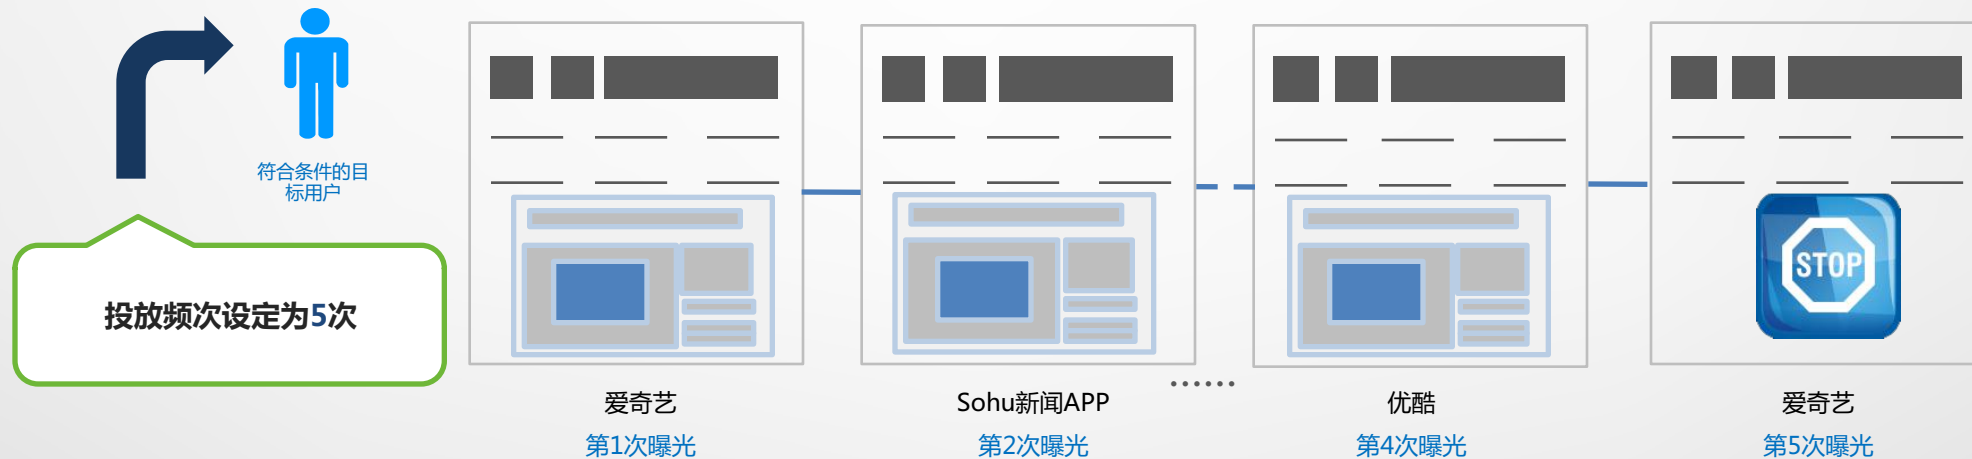 符合条件的目
标用户
投放频次设定为5次
STOP
爱奇艺
第1次曝光
Sohu新闻APP
第2次曝光
......
优酷
第4次曝光
爱奇艺
第5次曝光